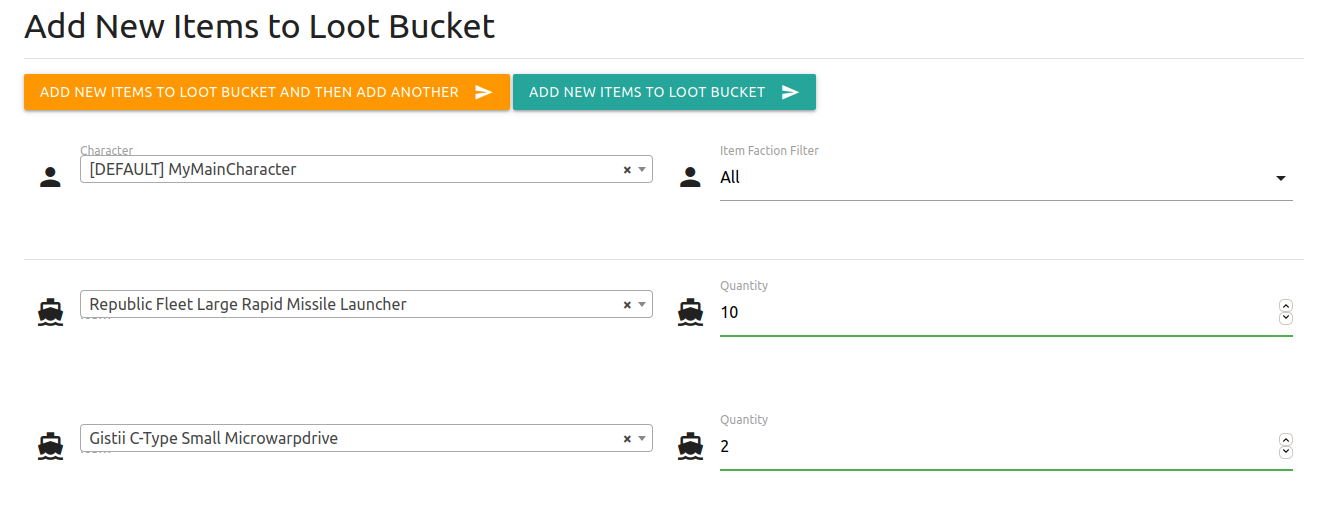 Add New Items to Loot Bucket
ADD NEW ITEMS TO LOOT BUCKET AND THEN ADD ANOTHER
ADD NEW ITEMS TO LOOT BUCKET
Character
[DEFAULT] MyMainCharacter
×
Item Faction Filter
All
Republic Fleet Large Rapid Missile Launcher
×
Quantity
10
Gistii C-Type Small Microwarpdrive
×
Quantity
2